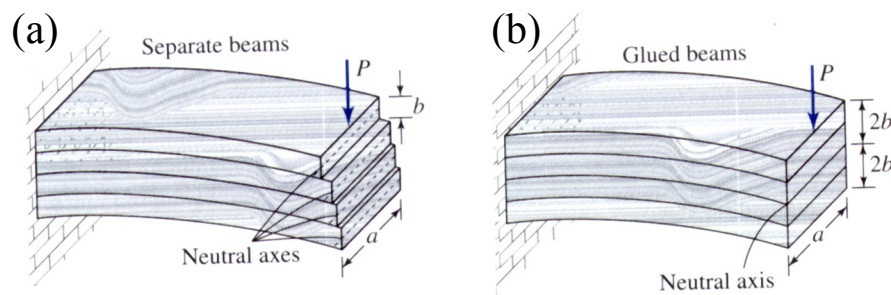 (a)
Separate beams
P
b
a
Neutral axes
(b)
Glued beams
P
2b
2b
a
Neutral axis